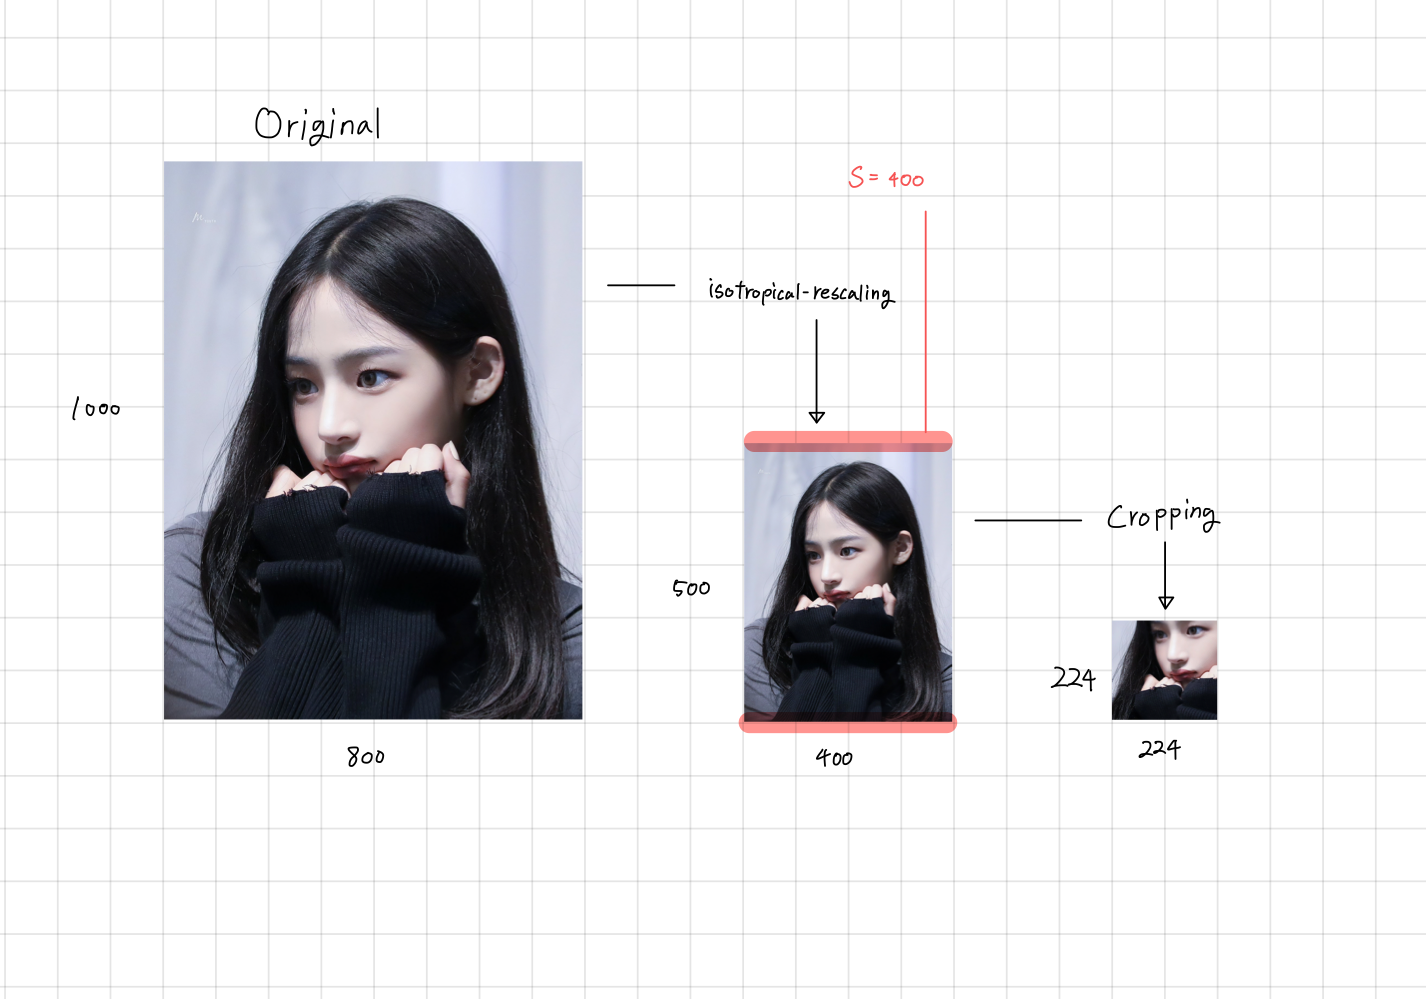 Original
S = 400
isotropical-rescaling
1000
Cropping
500
224
800
400
224